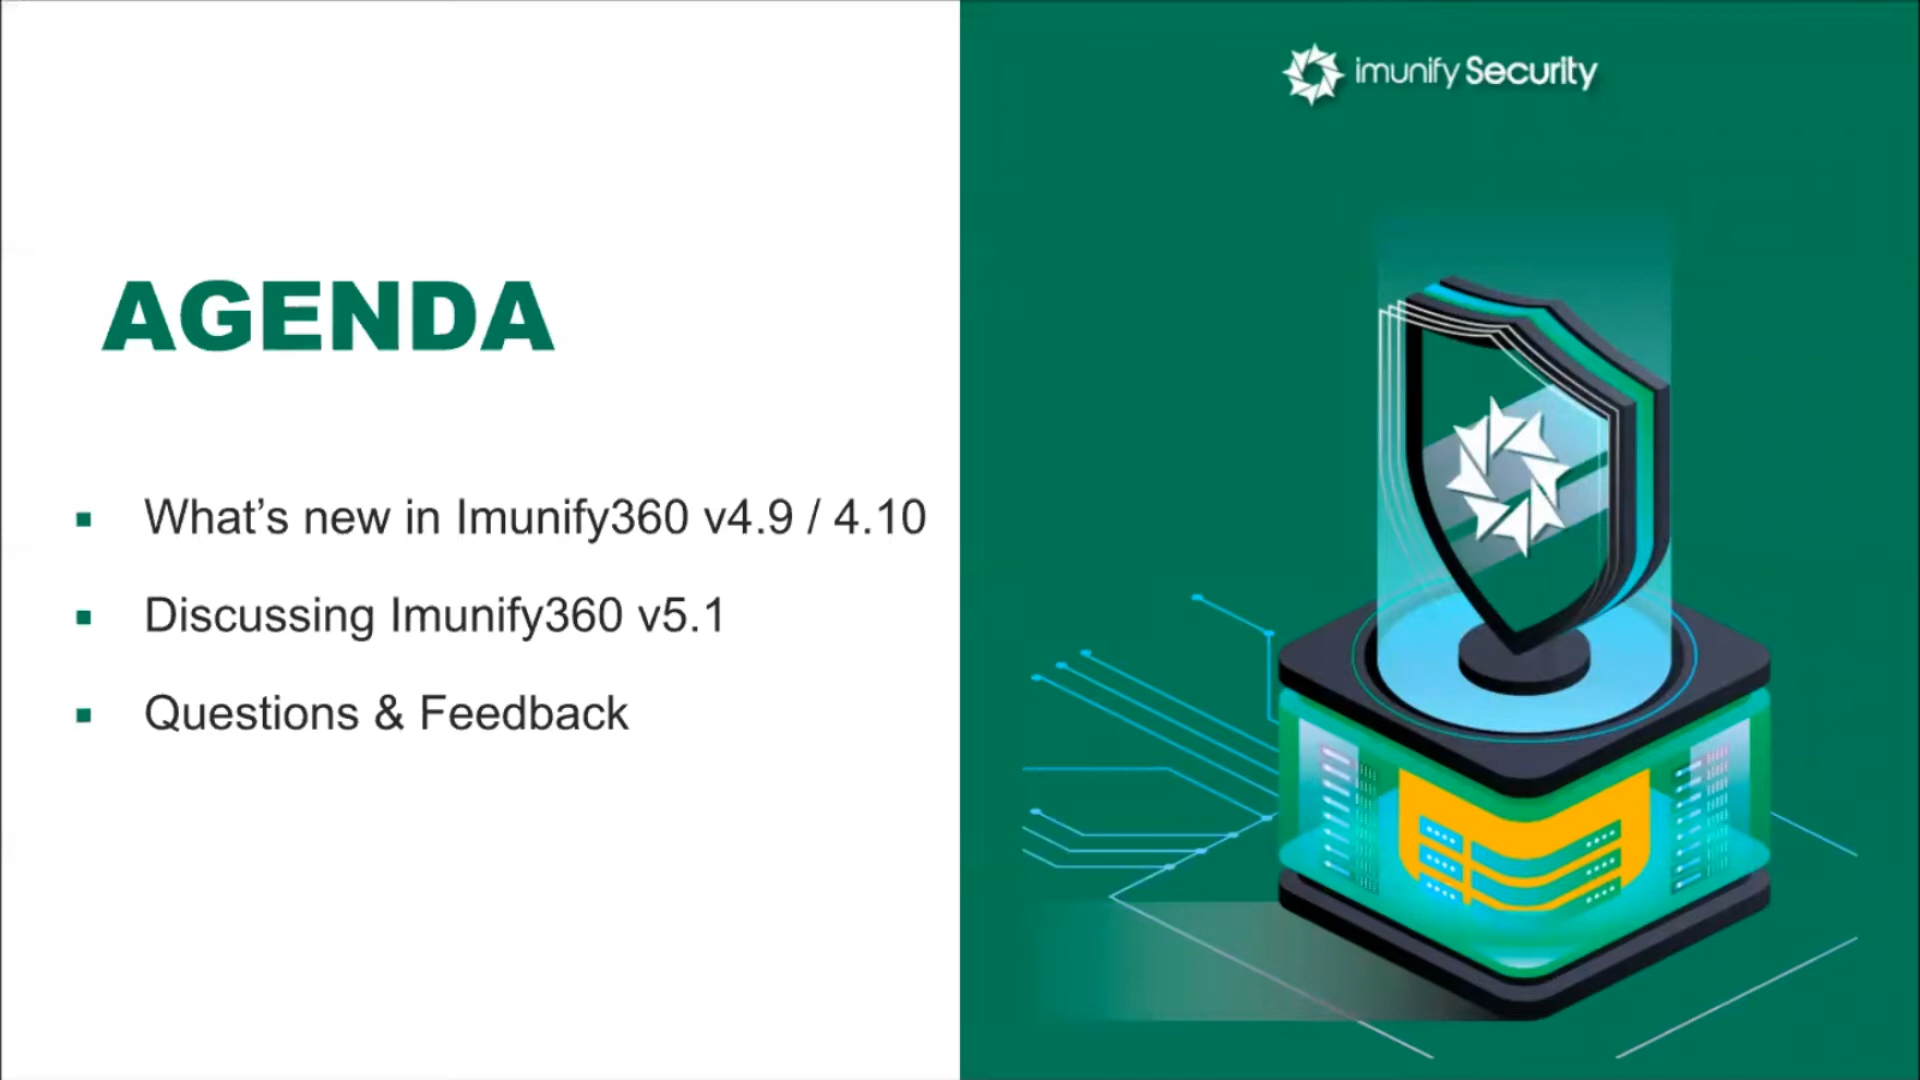 imunify Security
AGENDA
What’s new in Imunify360 v4.9 / 4.10
Discussing Imunify360 v5.1
Questions & Feedback